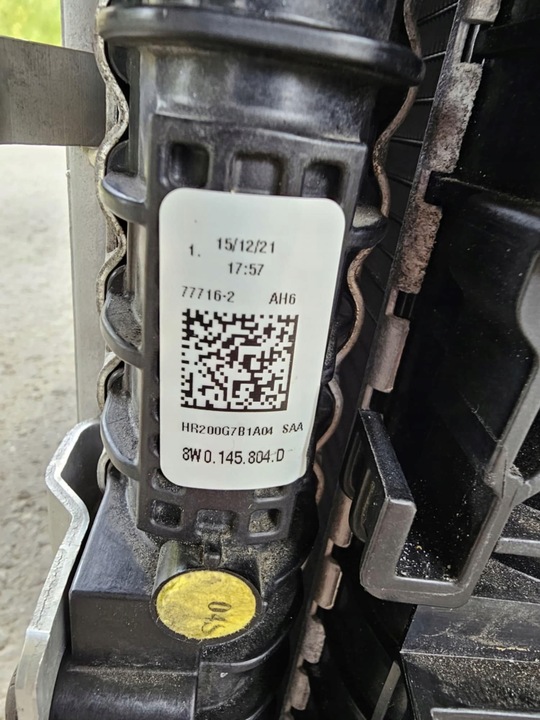 1. 15/12/21
17:57
77716-2 AH6
HR200G7B1A04 SAA
8W0.145.804.D